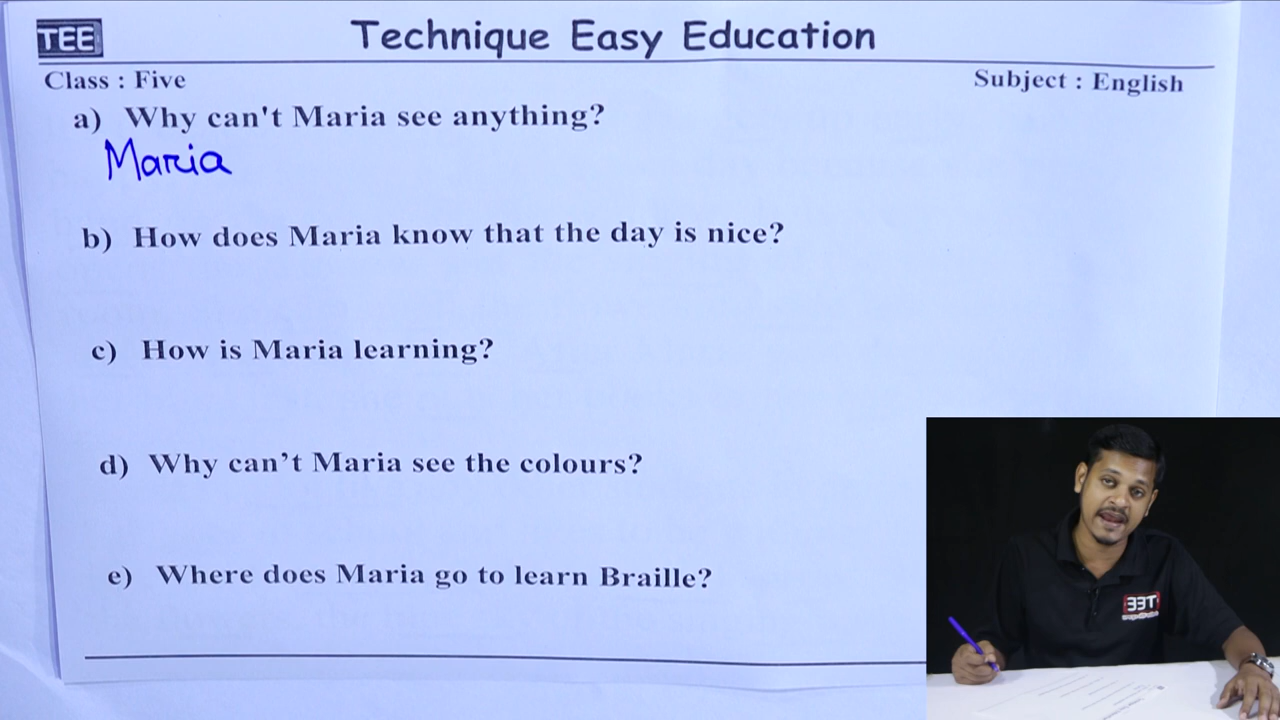 TEE
Technique Easy Education
Class : Five
Subject : English
a) Why can't Maria see anything?
Maria
b) How does Maria know that the day is nice?
c) How is Maria learning?
d) Why can’t Maria see the colours?
e) Where does Maria go to learn Braille?